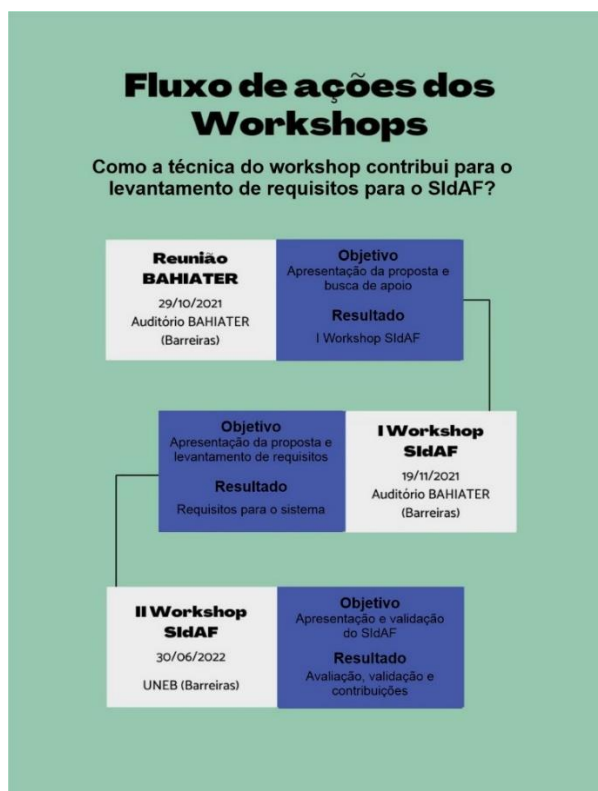 Fluxo de ações dos
Workshops
Como a técnica do workshop contribui para o
levantamento de requisitos para o SIdAF?
Reunião
BAHIATER
29/10/2021
Auditório BAHIATER
(Barreiras)
Objetivo
Apresentação da proposta e
busca de apoio
Resultado
I Workshop SIdAF
Objetivo
Apresentação da proposta e
levantamento de requisitos
Resultado
Requisitos para o sistema
I Workshop
SIdAF
19/11/2021
Auditório BAHIATER
(Barreiras)
II Workshop
SIdAF
30/06/2022
UNEB (Barreiras)
Objetivo
Apresentação e validação
do SIdAF
Resultado
Avaliação, validação e
contribuições